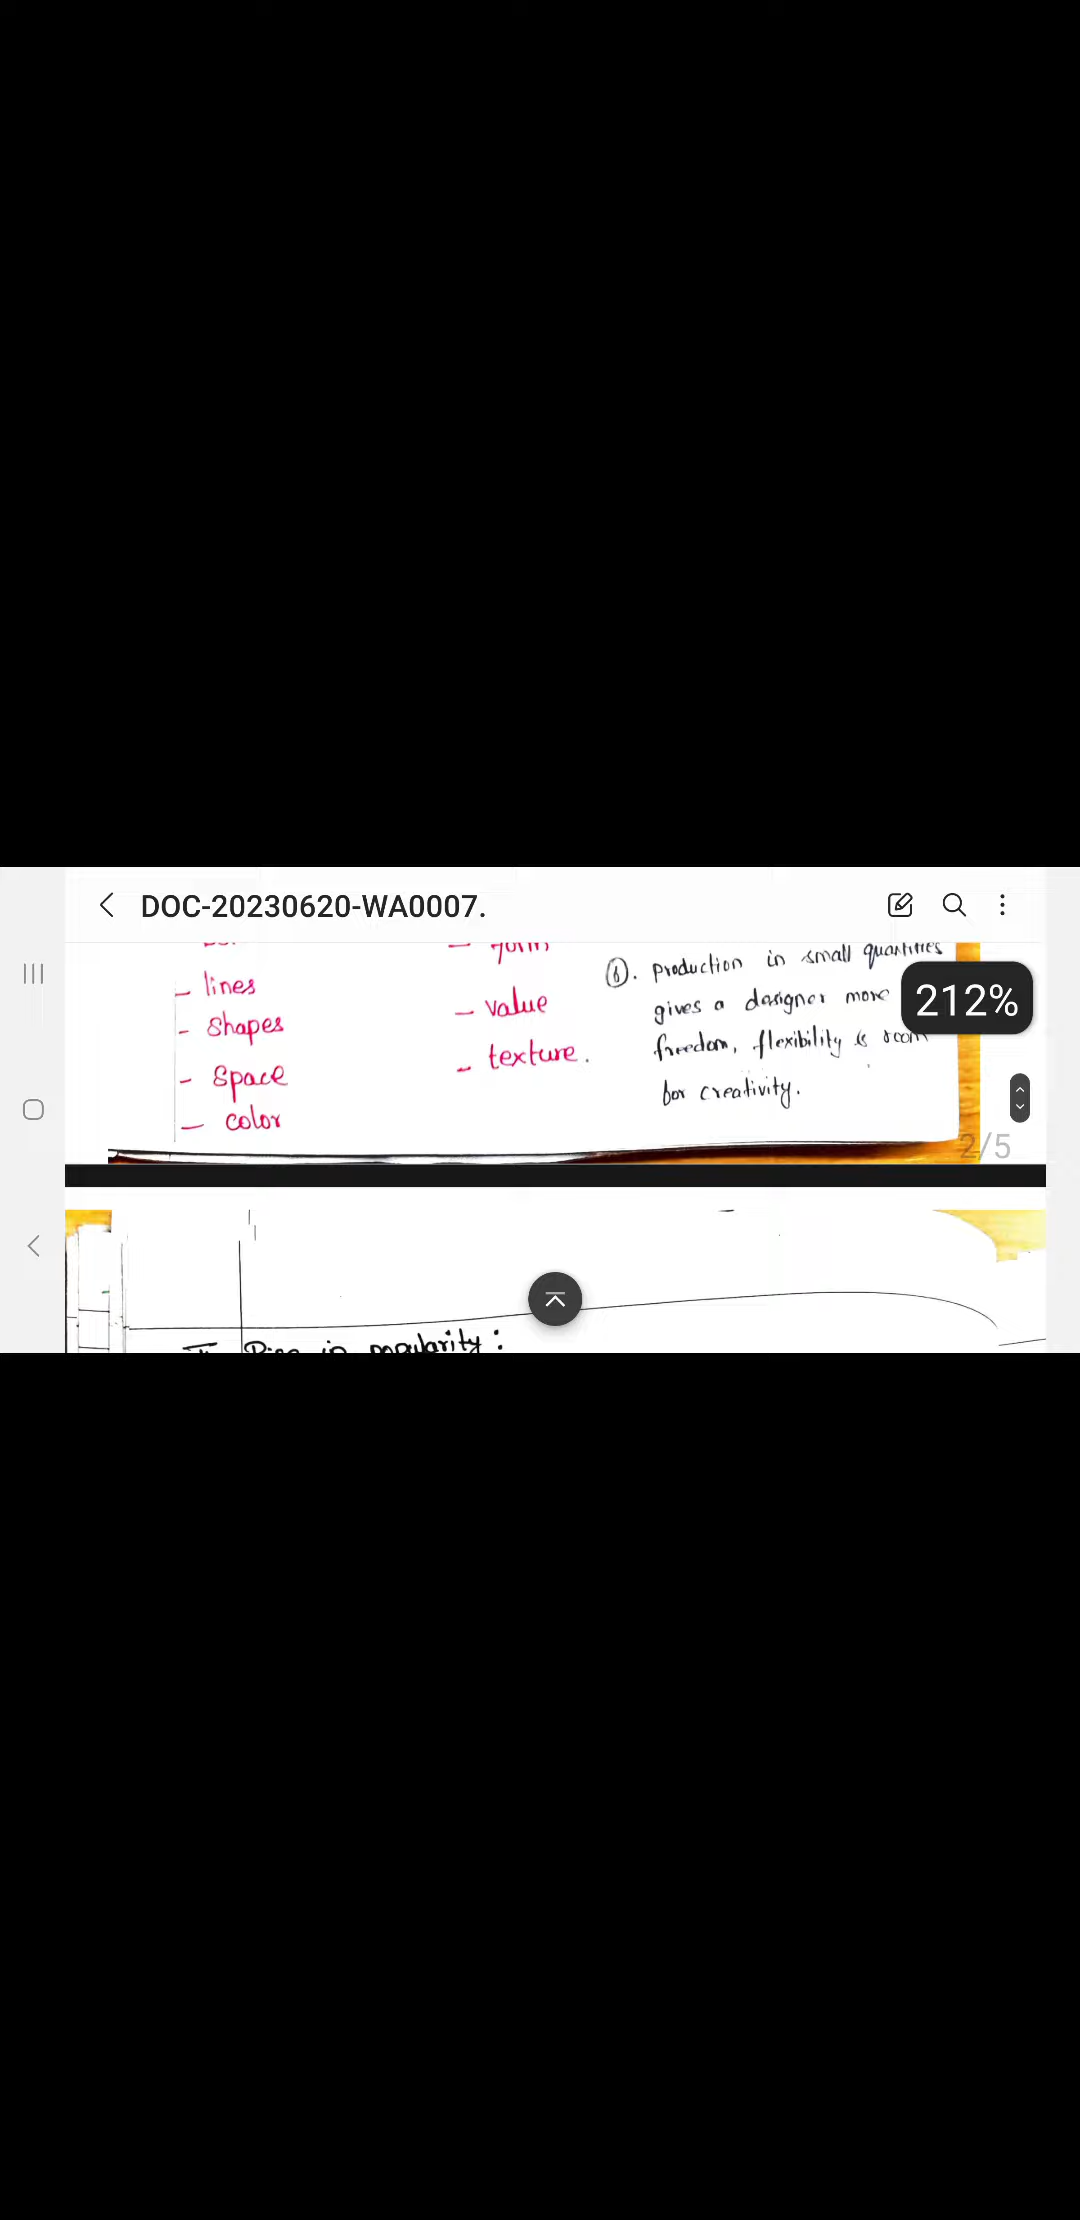 DOC-20230620-WA0007.
- lines
- Shapes
- Space
- color
- value
- texture.
⑥. production in small quantities
gives a designer more
freedom, flexibility & room
for creativity.
212%
2/5
in popularity: